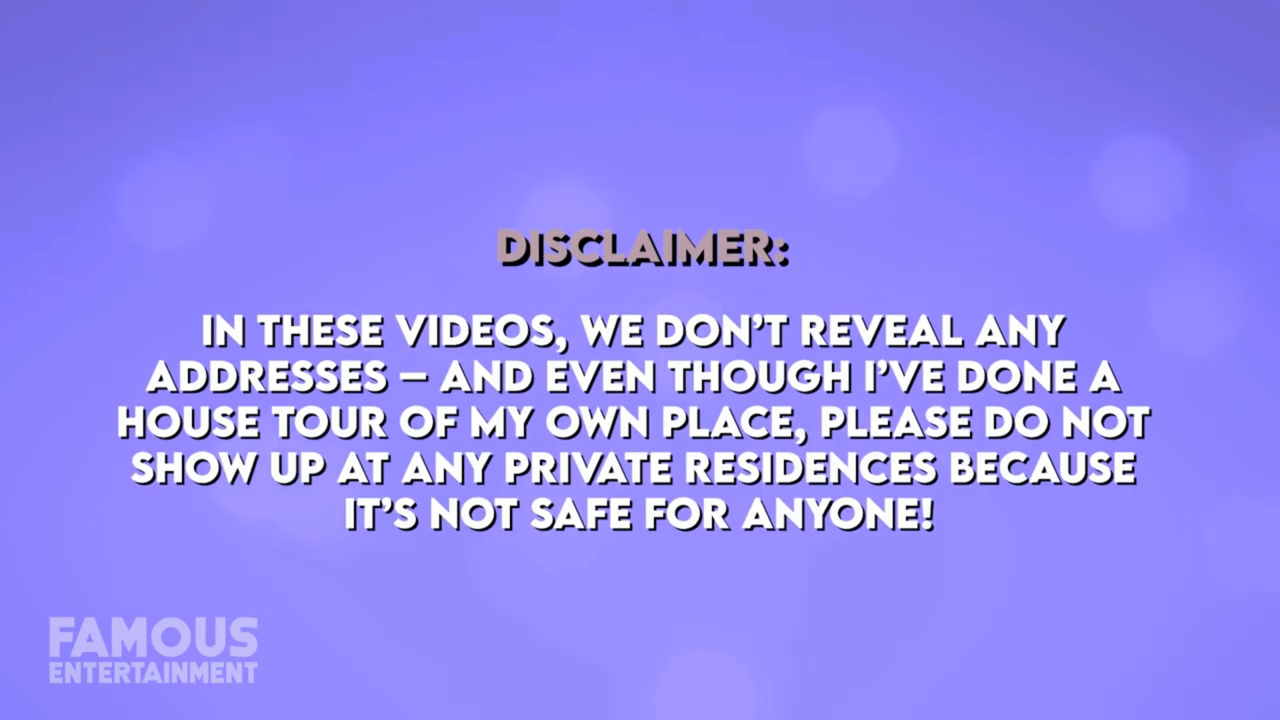 DISCLAIMER:
IN THESE VIDEOS, WE DON'T REVEAL ANY
ADDRESSES – AND EVEN THOUGH I'VE DONE A
HOUSE TOUR OF MY OWN PLACE, PLEASE DO NOT
SHOW UP AT ANY PRIVATE RESIDENCES BECAUSE
IT'S NOT SAFE FOR ANYONE!
FAMOUS
ENTERTAINMENT